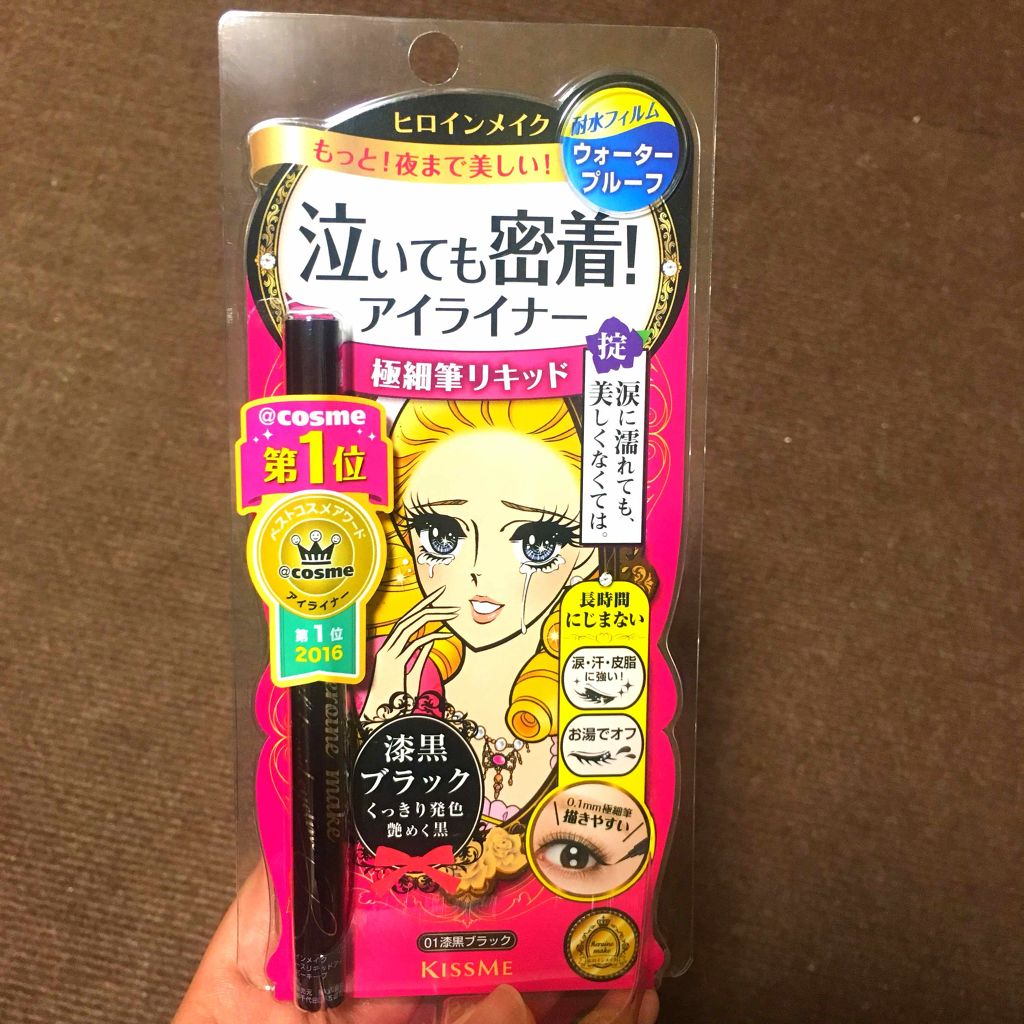 ヒロインメイク
もっと!夜まで美しい!
耐水フィルム
ウォーター
プルーフ
泣いても密着!
アイライナー
極細筆リキッド
掟
涙に濡れても、
美しくなくては。
@cosme
第1位
ベストコスメアワード
@cosme
アイライナー
第1位
2016
長時間
にじまない
涙・汗・皮脂
に強い!
お湯でオフ
0.1mm極細筆
描きやすい
漆黒
ブラック
くっきり発色
艶めく黒
heroine make
01漆黒ブラック
KISSME
Heroine
make